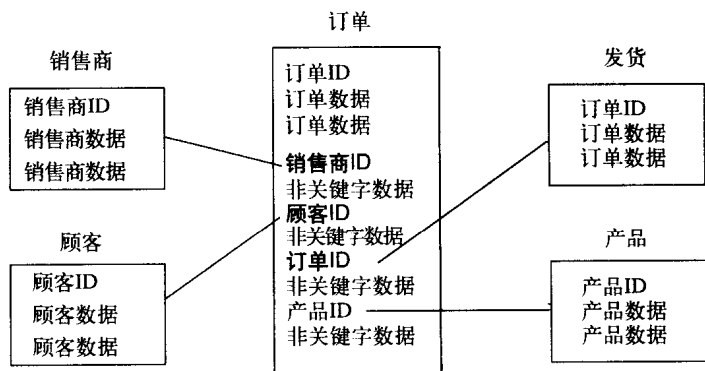 销售商
销售商ID
销售商数据
销售商数据
顾客
顾客ID
顾客数据
顾客数据
订单
订单ID
订单数据
订单数据
销售商ID
非关键字数据
顾客ID
非关键字数据
订单ID
非关键字数据
产品ID
非关键字数据
发货
订单ID
订单数据
订单数据
产品
产品ID
产品数据
产品数据